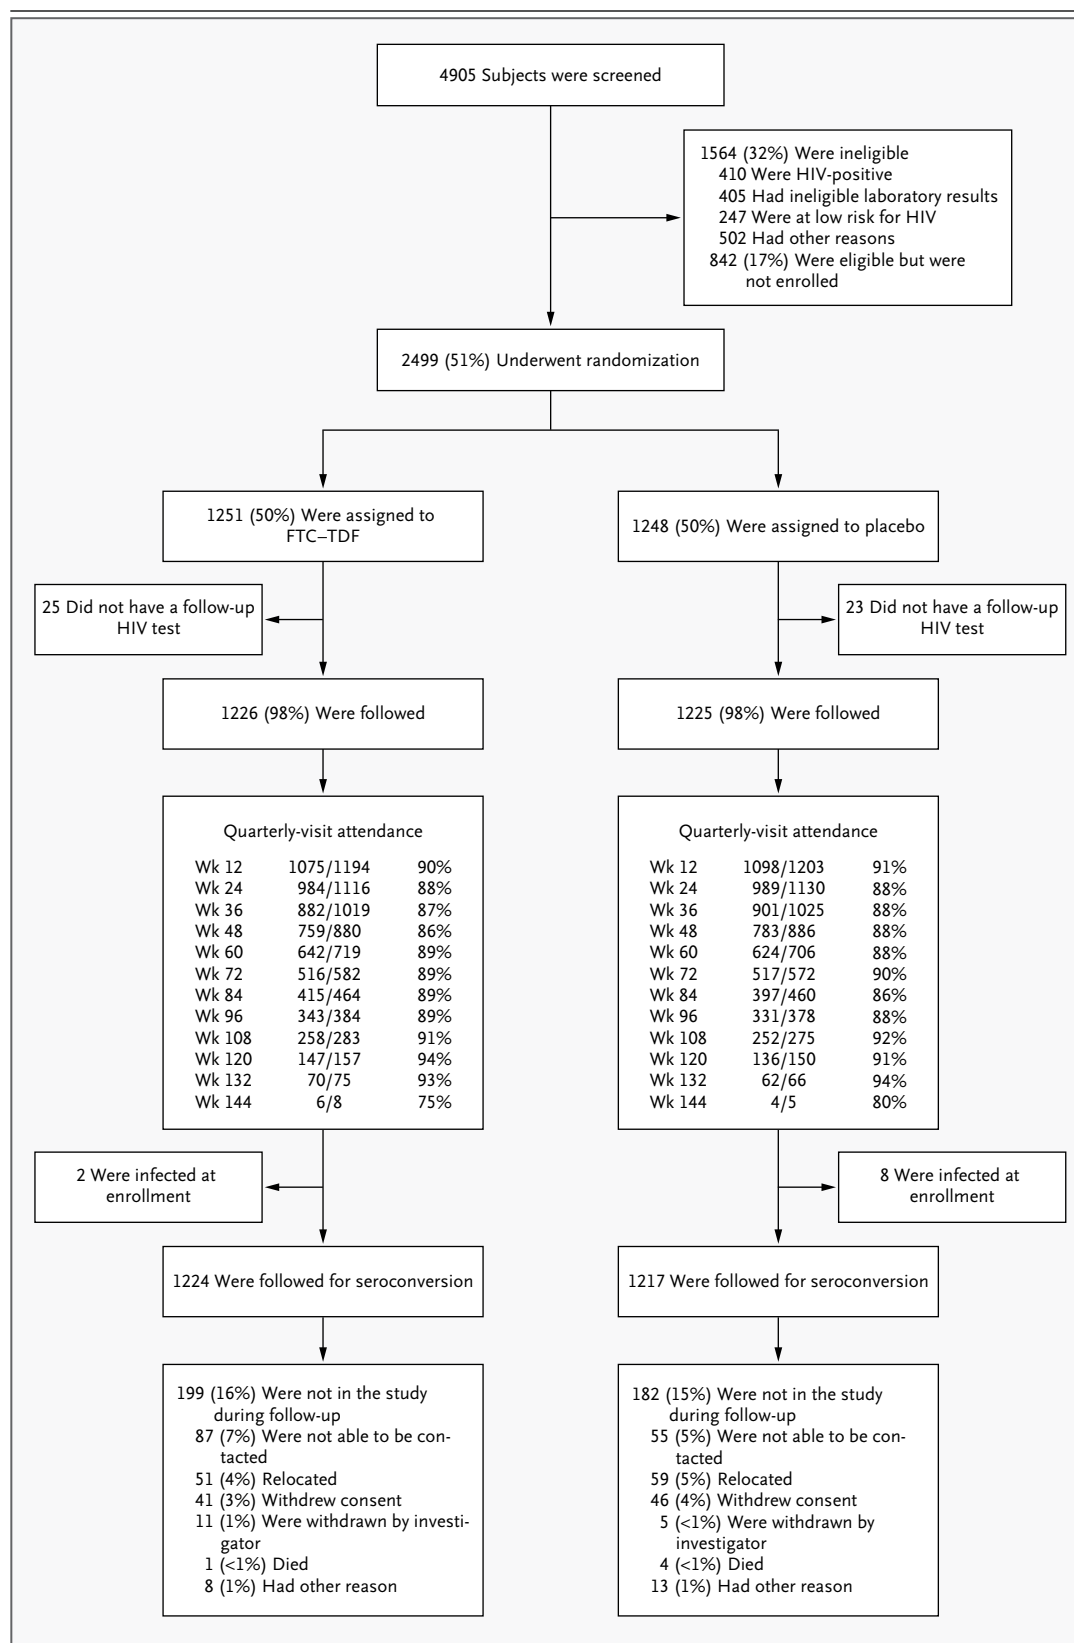 4905 Subjects were screened
1564 (32%) Were ineligible
410 Were HIV-positive
405 Had ineligible laboratory results
247 Were at low risk for HIV
502 Had other reasons
842 (17%) Were eligible but were
not enrolled
2499 (51%) Underwent randomization
1251 (50%) Were assigned to
FTC–TDF
1248 (50%) Were assigned to placebo
25 Did not have a follow-up
HIV test
23 Did not have a follow-up
HIV test
1226 (98%) Were followed
1225 (98%) Were followed
Quarterly-visit attendance
Wk 12 1075/1194 90%
Wk 24 984/1116 88%
Wk 36 882/1019 87%
Wk 48 759/880 86%
Wk 60 642/719 89%
Wk 72 516/582 89%
Wk 84 415/464 89%
Wk 96 343/384 89%
Wk 108 258/283 91%
Wk 120 147/157 94%
Wk 132 70/75 93%
Wk 144 6/8 75%
Quarterly-visit attendance
Wk 12 1098/1203 91%
Wk 24 989/1130 88%
Wk 36 901/1025 88%
Wk 48 783/886 88%
Wk 60 624/706 88%
Wk 72 517/572 90%
Wk 84 397/460 86%
Wk 96 331/378 88%
Wk 108 252/275 92%
Wk 120 136/150 91%
Wk 132 62/66 94%
Wk 144 4/5 80%
2 Were infected at
enrollment
8 Were infected at
enrollment
1224 Were followed for seroconversion
1217 Were followed for seroconversion
199 (16%) Were not in the study
during follow-up
87 (7%) Were not able to be con-
tacted
51 (4%) Relocated
41 (3%) Withdrew consent
11 (1%) Were withdrawn by investi-
gator
1 (<1%) Died
8 (1%) Had other reason
182 (15%) Were not in the study
during follow-up
55 (5%) Were not able to be con-
tacted
59 (5%) Relocated
46 (4%) Withdrew consent
5 (<1%) Were withdrawn by
investigator
4 (<1%) Died
13 (1%) Had other reason